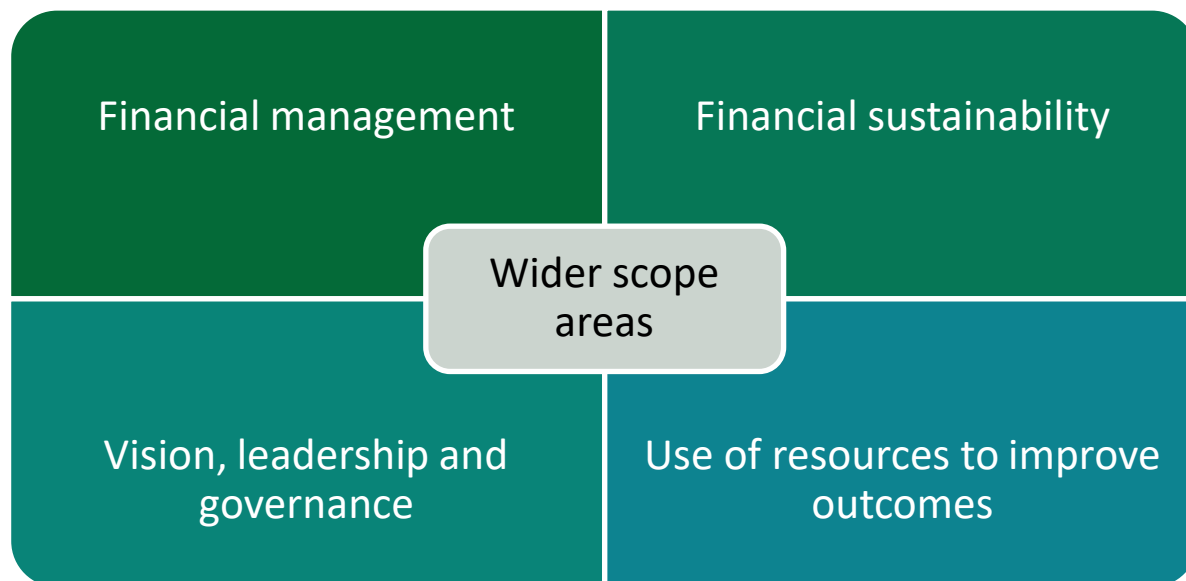 Financial management
Financial sustainability
Wider scope
areas
Vision, leadership and
governance
Use of resources to improve
outcomes